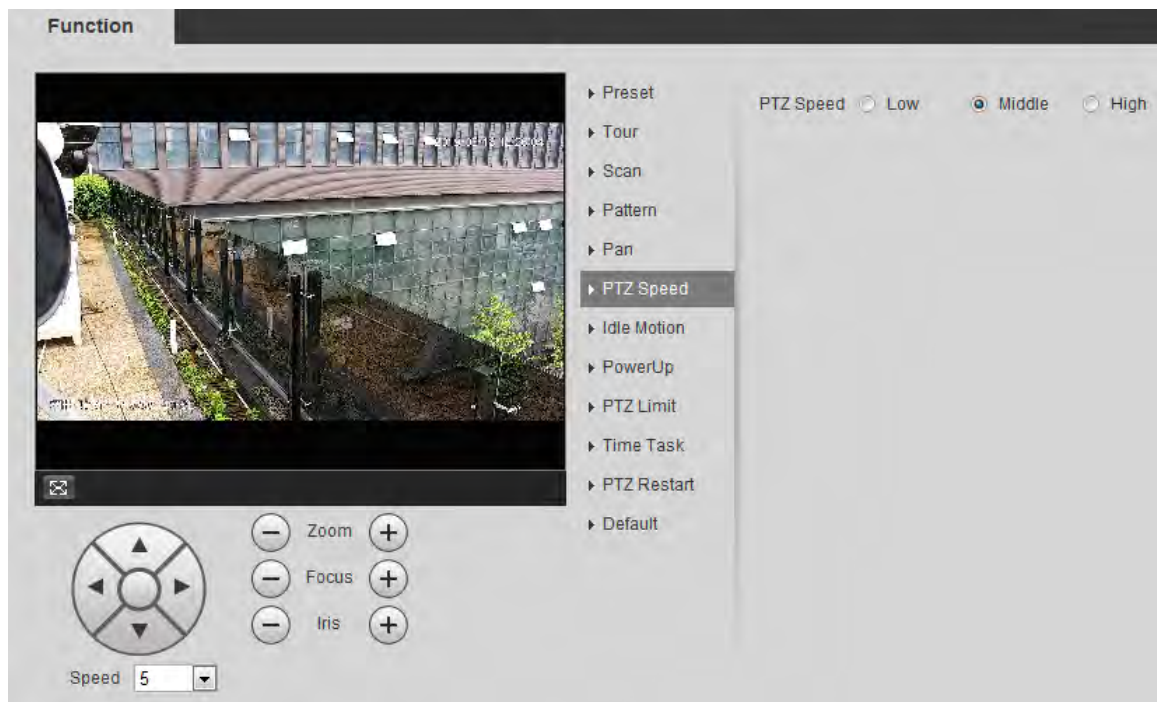 Function
Preset
Tour
Scan
Pattern
Pan
PTZ Speed
Idle Motion
PowerUp
PTZ Limit
Time Task
PTZ Restart
Default
PTZ Speed Low Middle High
Zoom
Focus
Iris
Speed 5